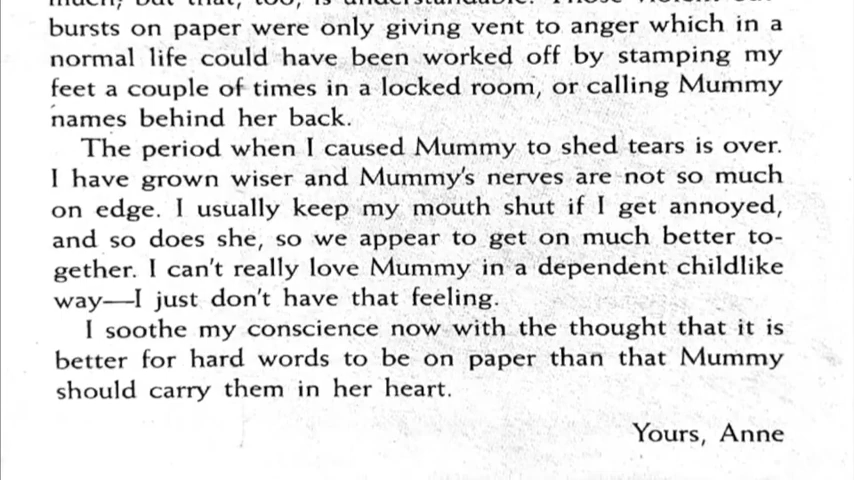 bursts on paper were only giving vent to anger which in a
normal life could have been worked off by stamping my
feet a couple of times in a locked room, or calling Mummy
names behind her back.
The period when I caused Mummy to shed tears is over.
I have grown wiser and Mummy's nerves are not so much
on edge. I usually keep my mouth shut if I get annoyed,
and so does she, so we appear to get on much better to-
gether. I can't really love Mummy in a dependent childlike
way—I just don't have that feeling.
I soothe my conscience now with the thought that it is
better for hard words to be on paper than that Mummy
should carry them in her heart.
Yours, Anne